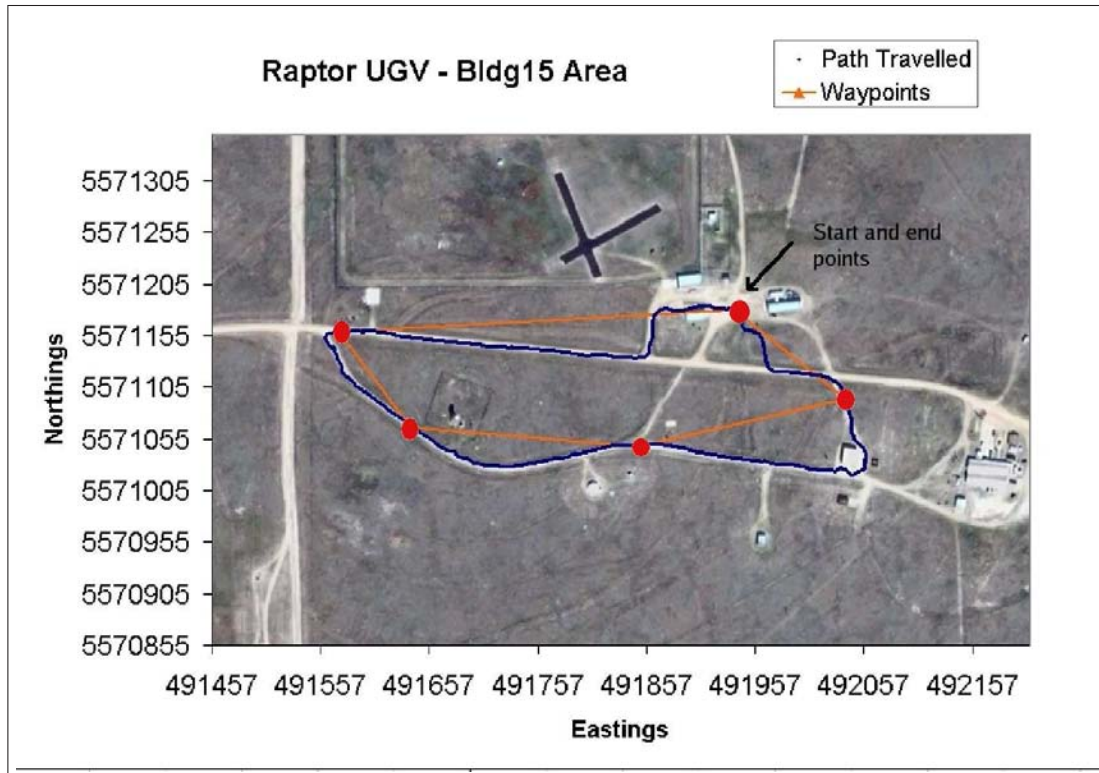 Raptor UGV - Bldg15 Area
Path Travelled
Waypoints
Start and end
points
5571305
5571255
5571205
5571155
5571105
5571055
5571005
5570955
5570905
5570855
Northings
491457 491557 491657 491757 491857 491957 492057 492157
Eastings